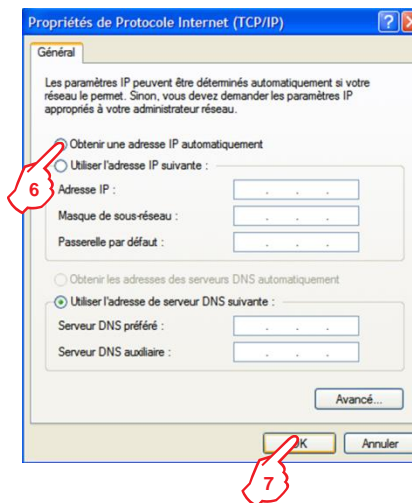 Propriétés de Protocole Internet (TCP/IP)
Général
Les paramètres IP peuvent être déterminés automatiquement si votre
réseau le permet. Sinon, vous devez demander les paramètres IP
appropriés à votre administrateur réseau.
Obtenir une adresse IP automatiquement
Utiliser l'adresse IP suivante :
6
Adresse IP :
Masque de sous-réseau :
Passerelle par défaut :
Obtenir les adresses des serveurs DNS automatiquement
Utiliser l'adresse de serveur DNS suivante :
Serveur DNS préféré :
Serveur DNS auxiliaire :
Avancé...
Annuler
7